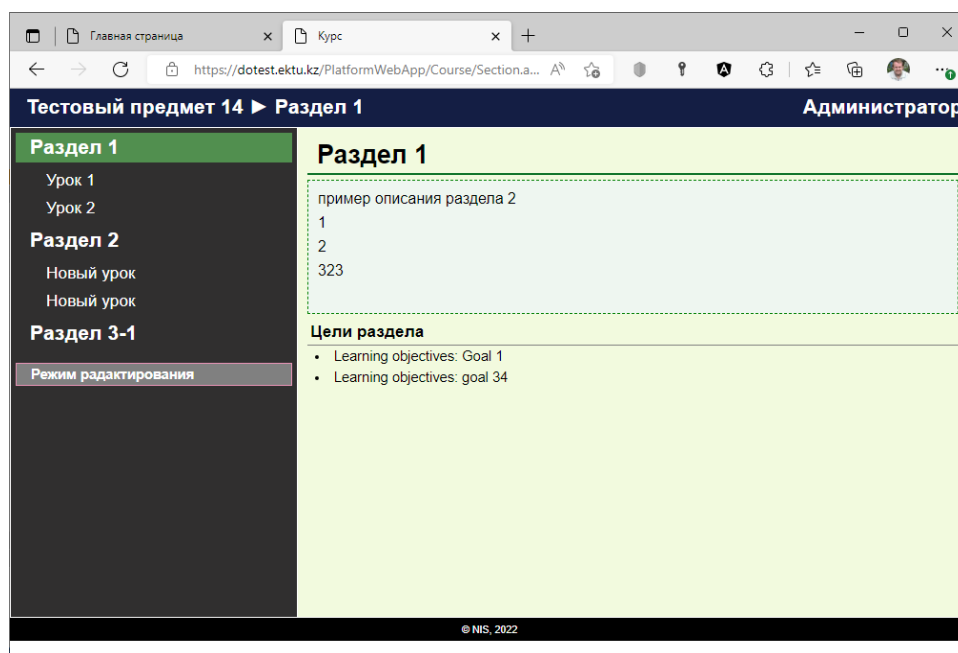 Главная страница
Курс
https://dotest.ektu.kz/PlatformWebApp/Course/Section.a...
Тестовый предмет 14 ► Раздел 1
Администратор
Раздел 1
Урок 1
Урок 2
Раздел 2
Новый урок
Новый урок
Раздел 3-1
Режим радактирования
Раздел 1
пример описания раздела 2
1
2
323
Цели раздела
• Learning objectives: Goal 1
• Learning objectives: goal 34
© NIS, 2022